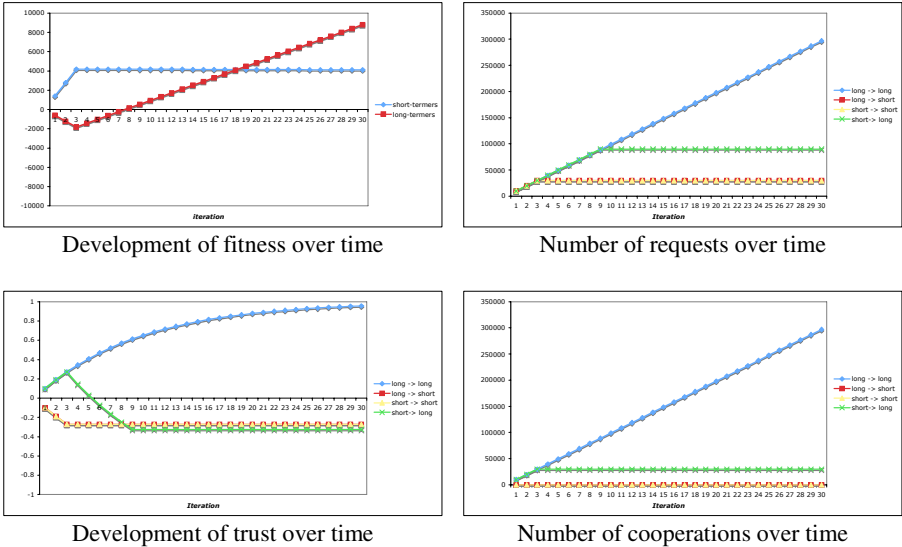 10000
8000
6000
4000
2000
0
-2000
-4000
-6000
-8000
-10000
1 2 3 4 5 6 7 8 9 10 11 12 13 14 15 16 17 18 19 20 21 22 23 24 25 26 27 28 29 30
iteration
short-termers
long-termers
Development of fitness over time
350000
300000
250000
200000
150000
100000
50000
0
1 2 3 4 5 6 7 8 9 10 11 12 13 14 15 16 17 18 19 20 21 22 23 24 25 26 27 28 29 30
Iteration
long -> long
long -> short
short -> short
short-> long
Number of requests over time
1
0.8
0.6
0.4
0.2
0
-0.2
-0.4
-0.6
-0.8
-1
1 2 3 4 5 6 7 8 9 10 11 12 13 14 15 16 17 18 19 20 21 22 23 24 25 26 27 28 29 30
Iteration
long -> long
long -> short
short -> short
short-> long
Development of trust over time
350000
300000
250000
200000
150000
100000
50000
0
1 2 3 4 5 6 7 8 9 10 11 12 13 14 15 16 17 18 19 20 21 22 23 24 25 26 27 28 29 30
Iteration
long -> long
long -> short
short -> short
short-> long
Number of cooperations over time